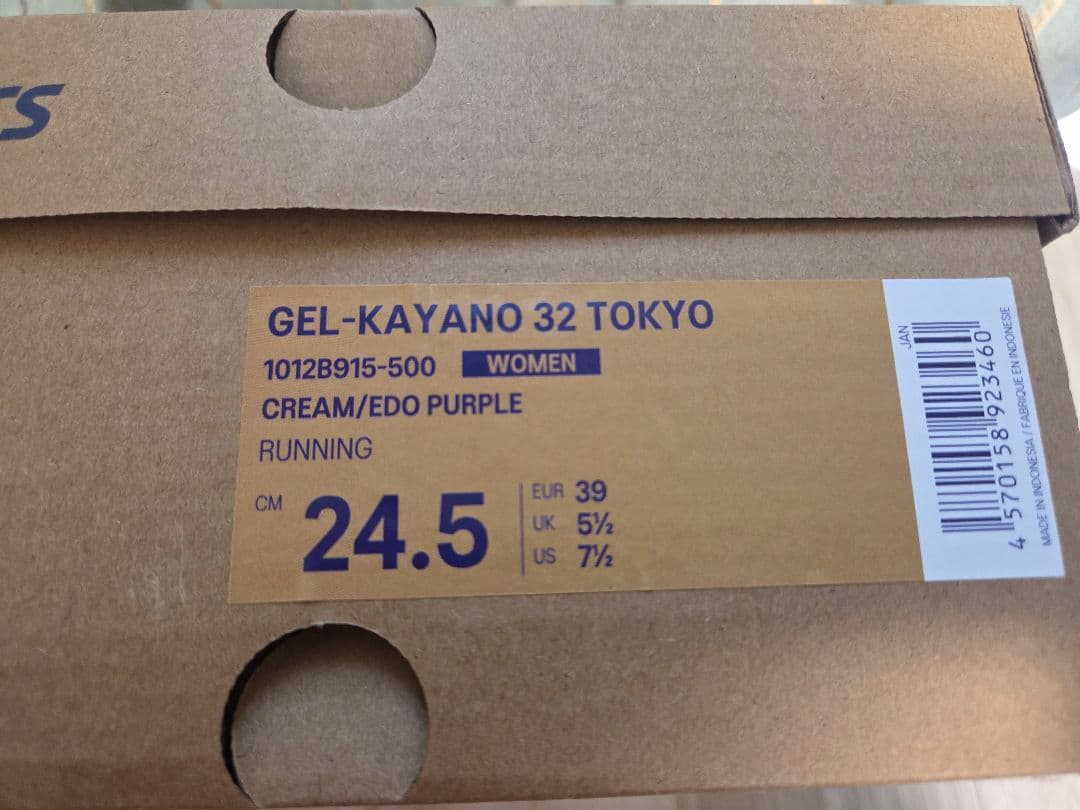 GEL-KAYANO 32 TOKYO
1012B915-500 WOMEN
CREAM/EDO PURPLE
RUNNING
CM 24.5
EUR 39
UK 5½
US 7½
JAN
4 570158 923460
MADE IN INDONESIA / FABRIQUE EN INDONESIE